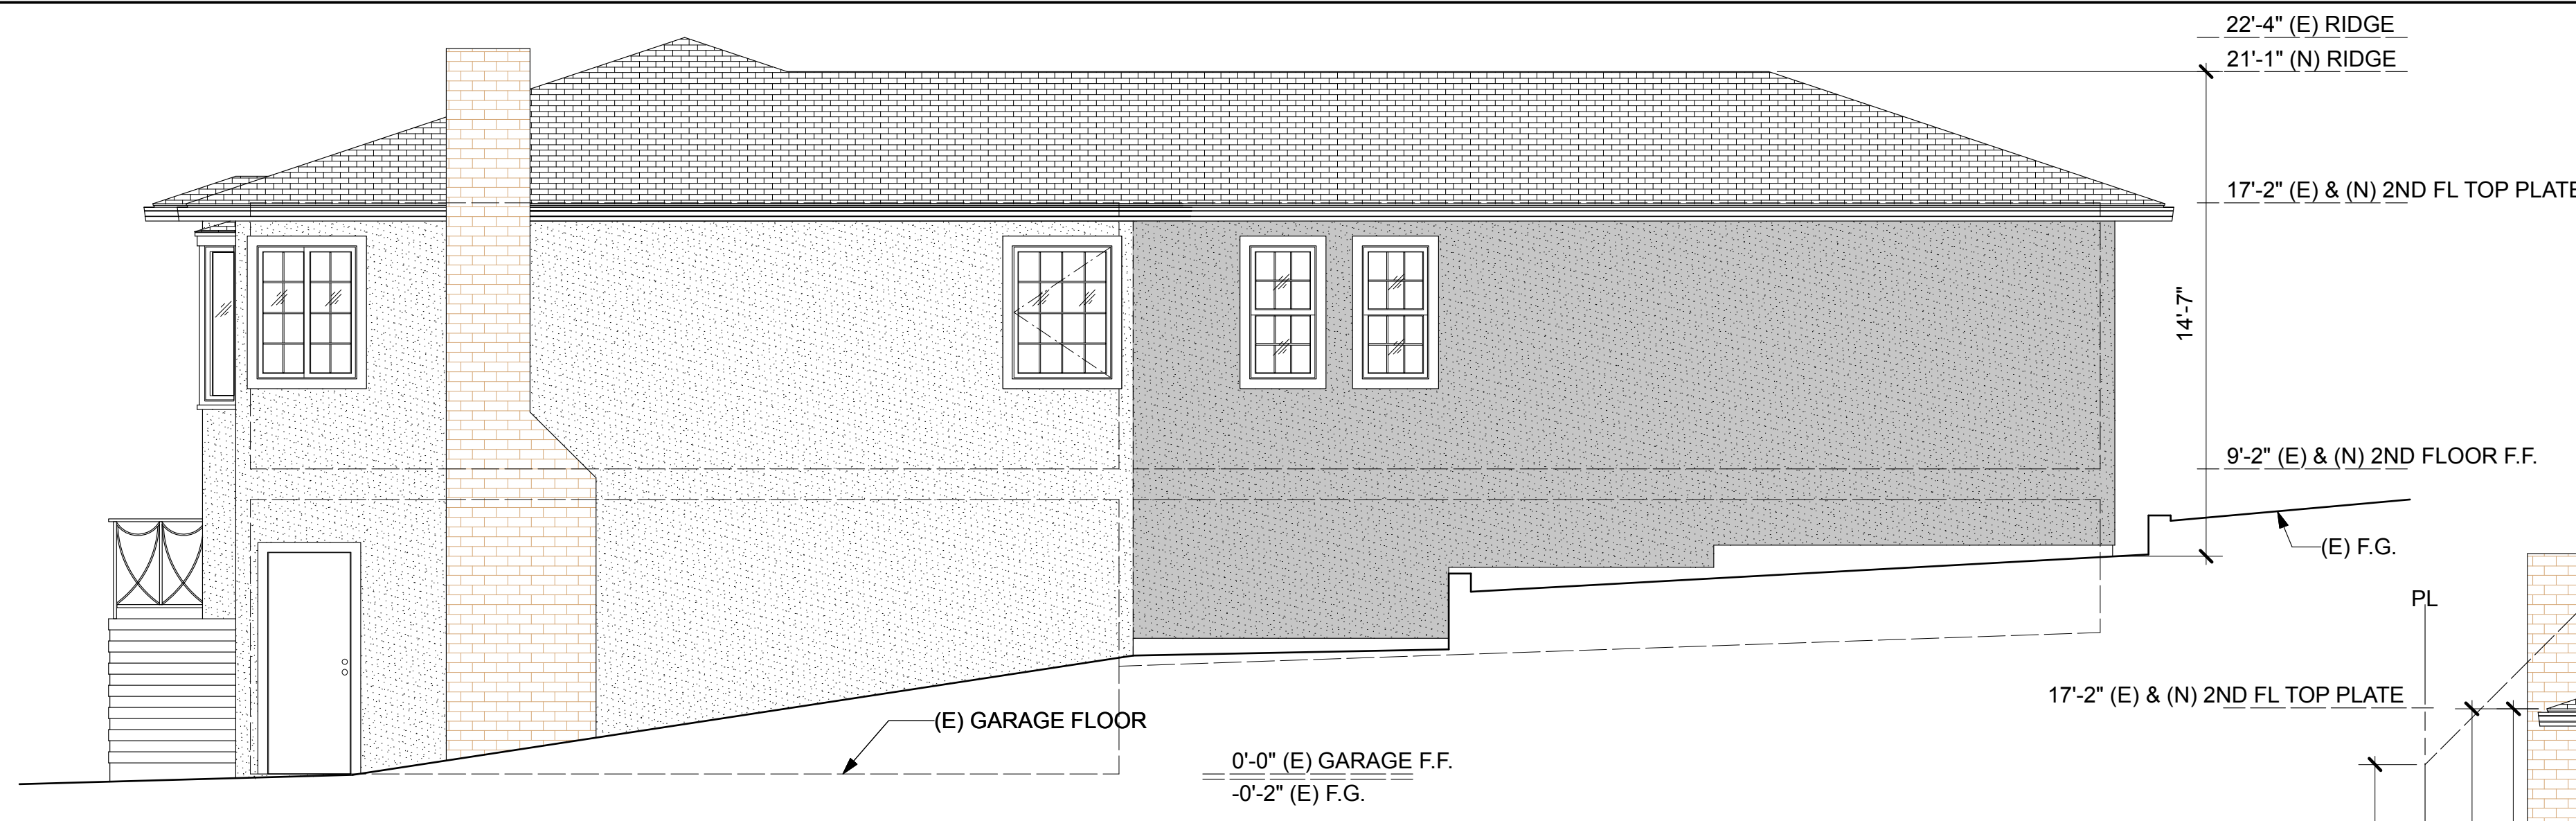 22'-4" (E) RIDGE
21'-1" (N) RIDGE
17'-2" (E) & (N) 2ND FL TOP PLATE
14'-7"
9'-2" (E) & (N) 2ND FLOOR F.F.
(E) F.G.
PL
17'-2" (E) & (N) 2ND FL TOP PLATE
(E) GARAGE FLOOR
0'-0" (E) GARAGE F.F.
-0'-2" (E) F.G.